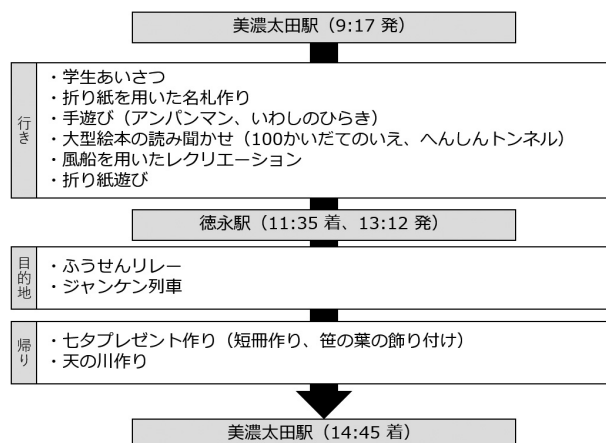 美濃太田駅（9:17 発）
行き
・学生あいさつ
・折り紙を用いた名札作り
・手遊び（アンパンマン、いわしのひらき）
・大型絵本の読み聞かせ（100かいだてのいえ、へんしんトンネル）
・風船を用いたレクリエーション
・折り紙遊び
徳永駅（11:35 着、13:12 発）
目的地
・ふうせんリレー
・ジャンケン列車
帰り
・七夕プレゼント作り（短冊作り、笹の葉の飾り付け）
・天の川作り
美濃太田駅（14:45 着）